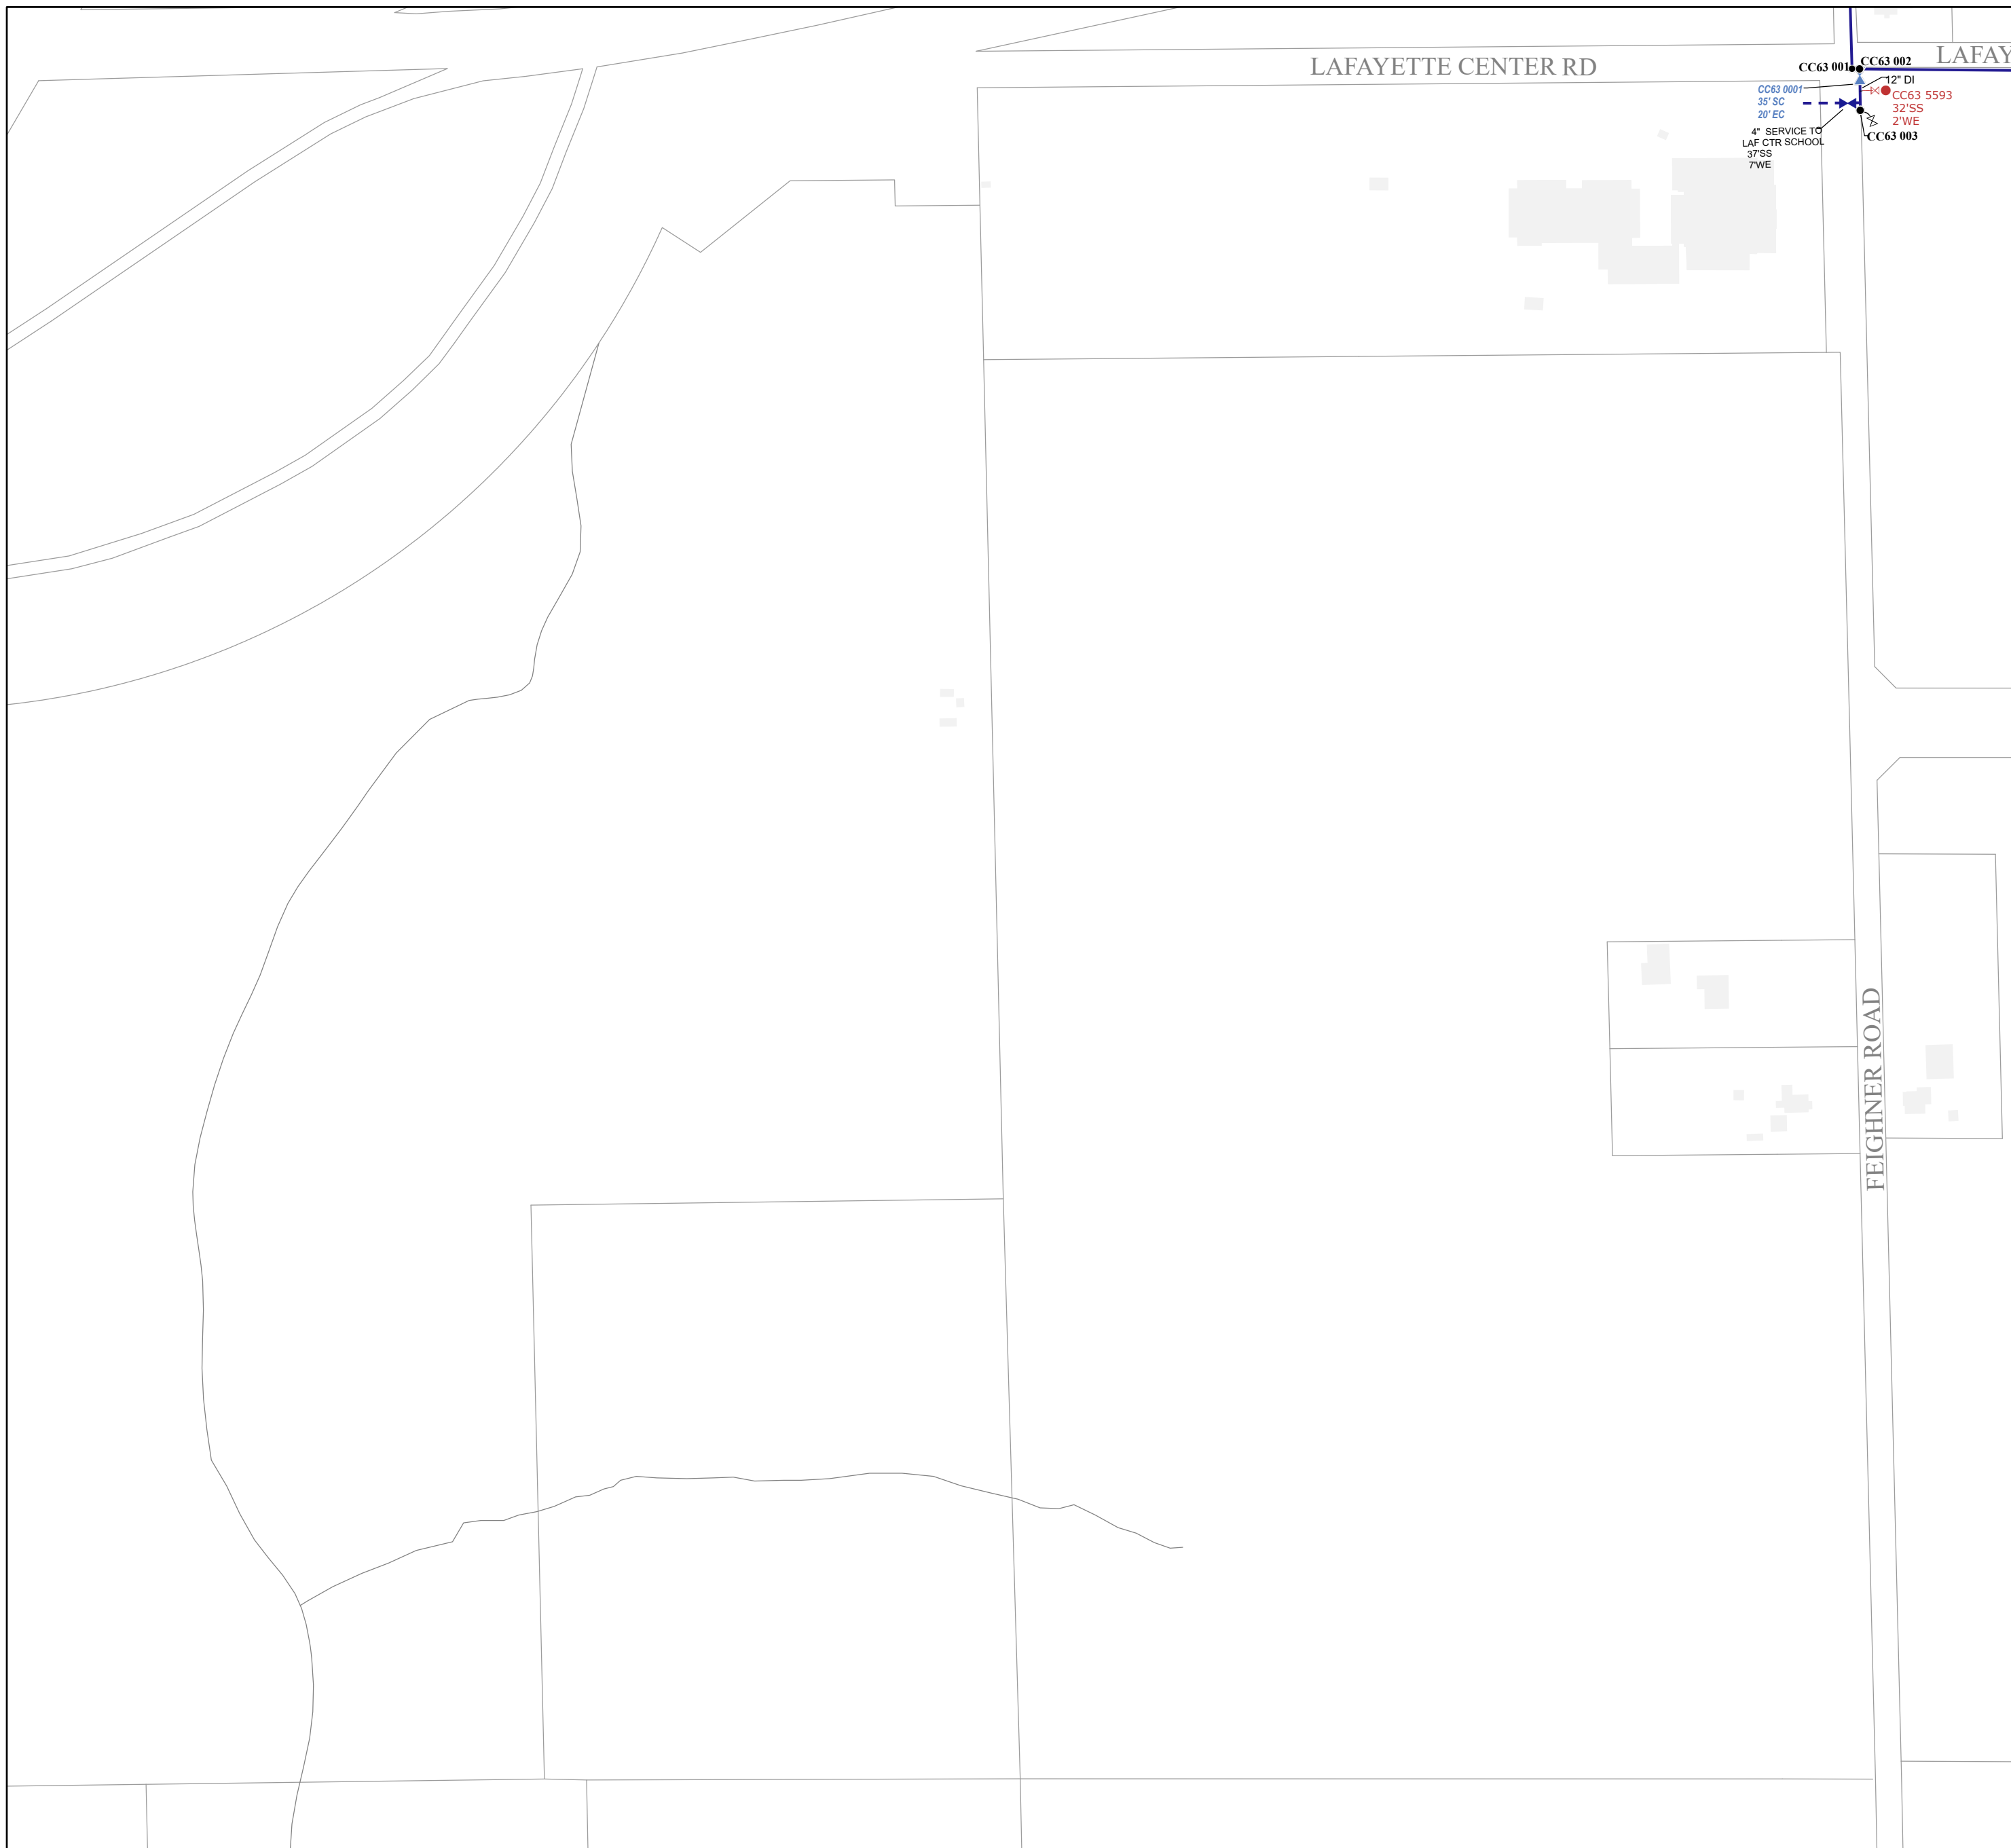 LAFAYETTE CENTER RD
LAFAY
CC63 001
CC63 002
12" DI
CC63 0001
35' SC
20' EC
CC63 5593
32'SS
2'WE
4" SERVICE TO
LAF CTR SCHOOL
37'SS
7'WE
CC63 003
FEIGHNER ROAD